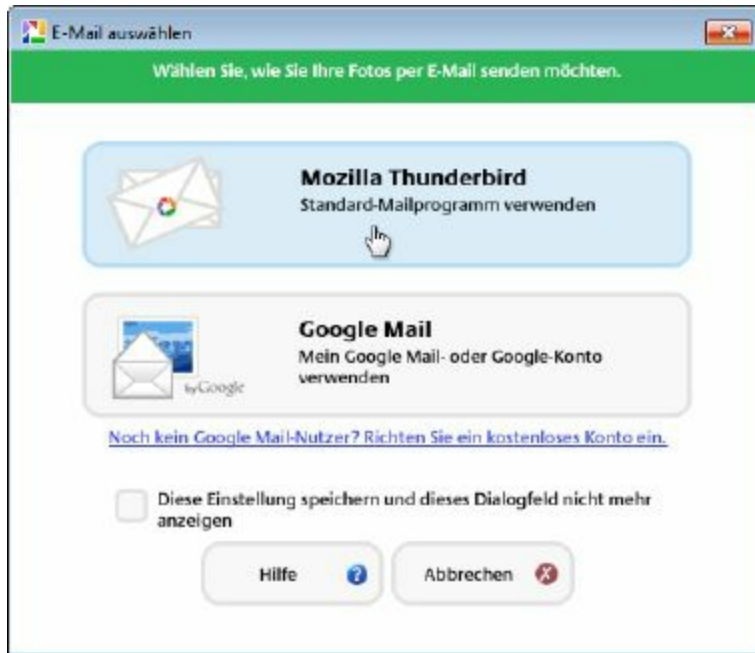 E-Mail auswählen
Wählen Sie, wie Sie Ihre Fotos per E-Mail senden möchten.
Mozilla Thunderbird
Standard-Mailprogramm verwenden
Google Mail
Mein Google Mail- oder Google-Konto
verwenden
by Google
Noch kein Google Mail-Nutzer? Richten Sie ein kostenloses Konto ein.
Diese Einstellung speichern und dieses Dialogfeld nicht mehr
anzeigen
Hilfe
Abbrechen